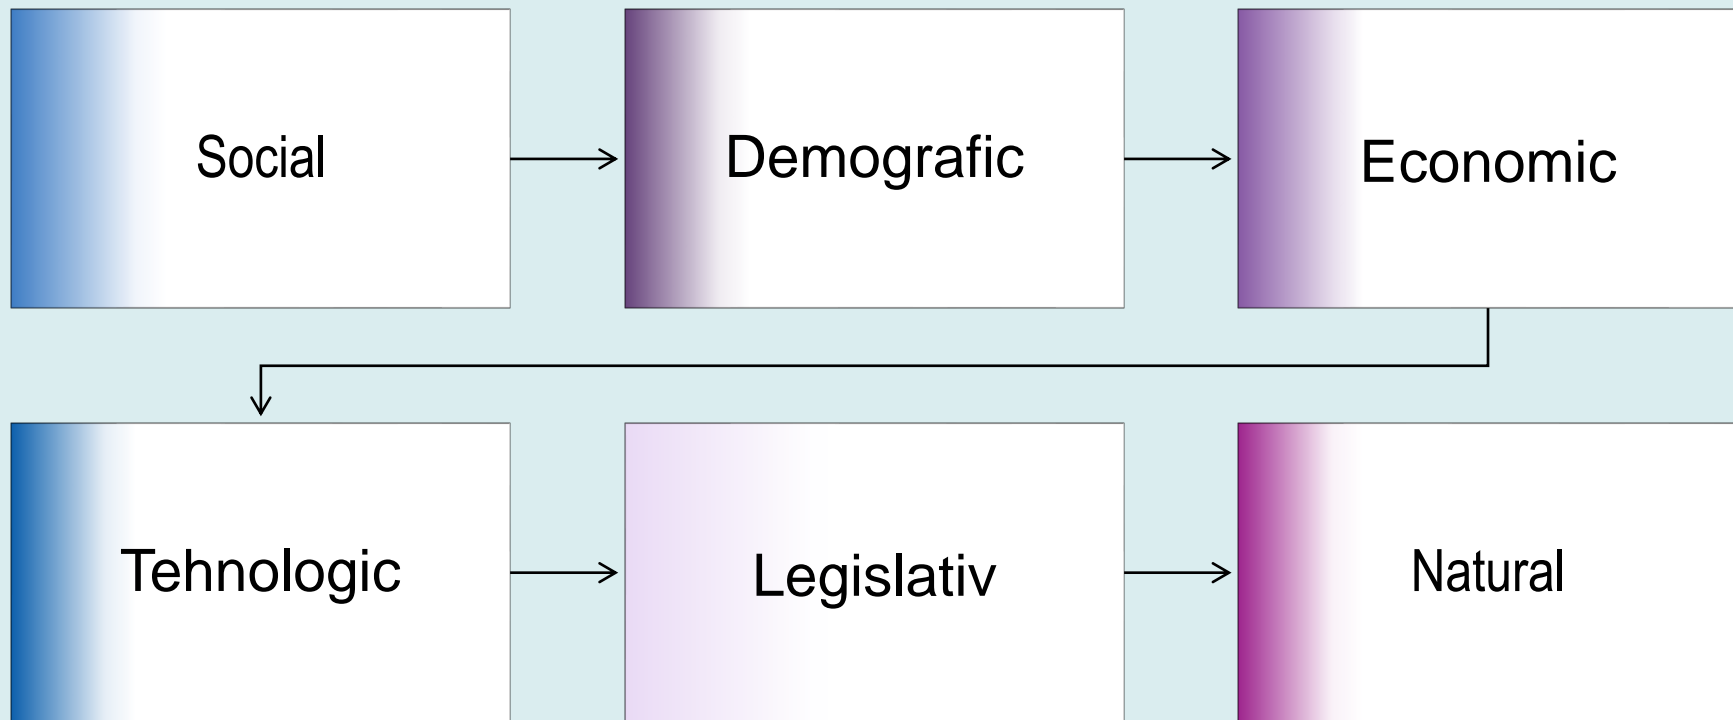 Social
Demografic
Economic
Tehnologic
Legislativ
Natural